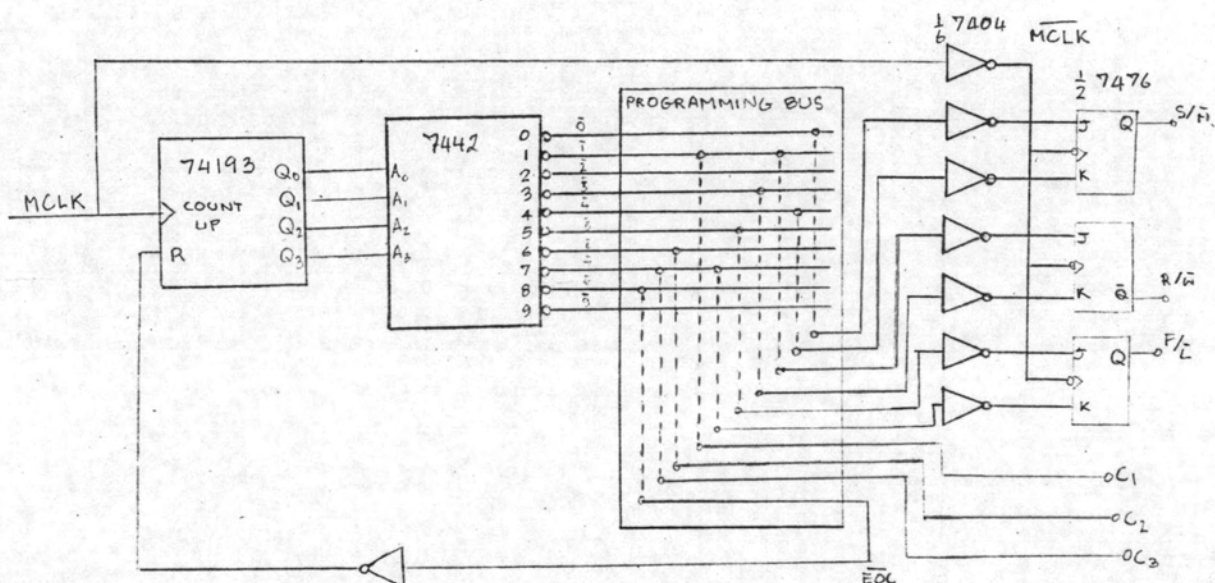 1/6 7404
MCLK
1/2 7476
PROGRAMMING BUS
J Q S/M
K
74193
COUNT UP
R
Q0
Q1
Q2
Q3
MCLK
7442
A0
A1
A2
0
1
2
3
4
5
6
7
8
9
J
K Q R/W
J Q F/L
K
C1
C2
C3
EOC